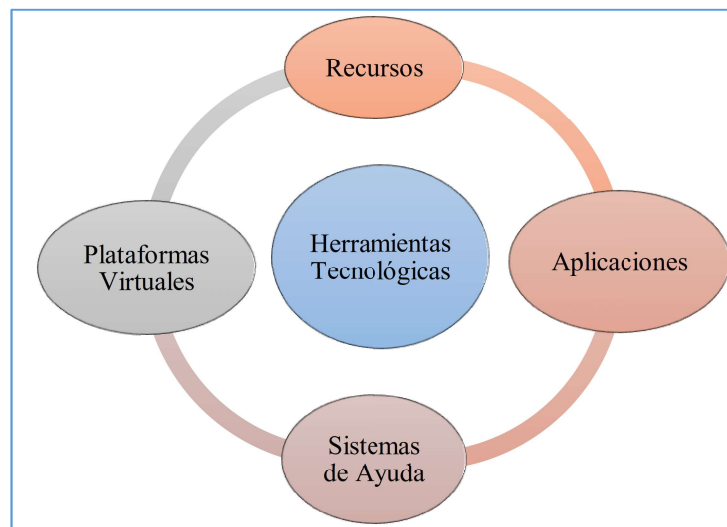 Recursos
Plataformas
Virtuales
Herramientas
Tecnológicas
Aplicaciones
Sistemas
de Ayuda